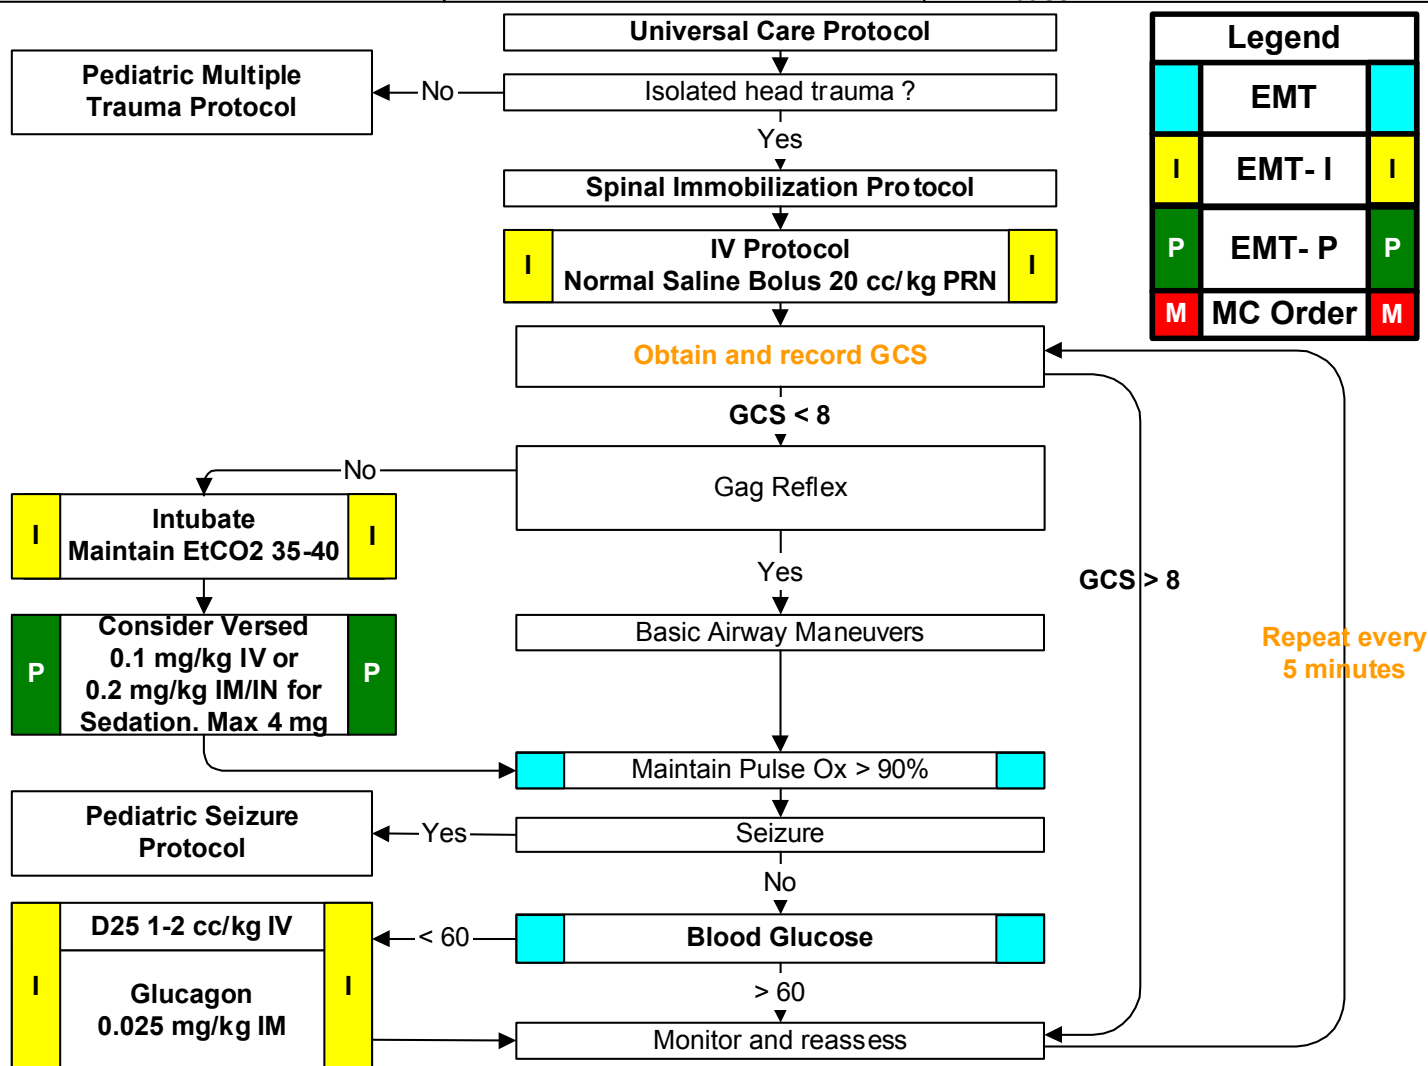 Universal Care Protocol
Legend
Pediatric Multiple
Trauma Protocol
No
Isolated head trauma ?
EMT
Yes
I
EMT- I
I
Spinal Immobilization Protocol
P
EMT- P
P
I
IV Protocol
Normal Saline Bolus 20 cc/kg PRN
I
M
MC Order
M
Obtain and record GCS
GCS < 8
No
Gag Reflex
I
Intubate
Maintain EtCO2 35-40
I
Yes
GCS > 8
P
Consider Versed
0.1 mg/kg IV or
0.2 mg/kg IM/IN for
Sedation. Max 4 mg
P
Basic Airway Maneuvers
Repeat every
5 minutes
Maintain Pulse Ox > 90%
Pediatric Seizure
Protocol
Yes
Seizure
No
D25 1-2 cc/kg IV
< 60
Blood Glucose
I
Glucagon
0.025 mg/kg IM
I
> 60
Monitor and reassess